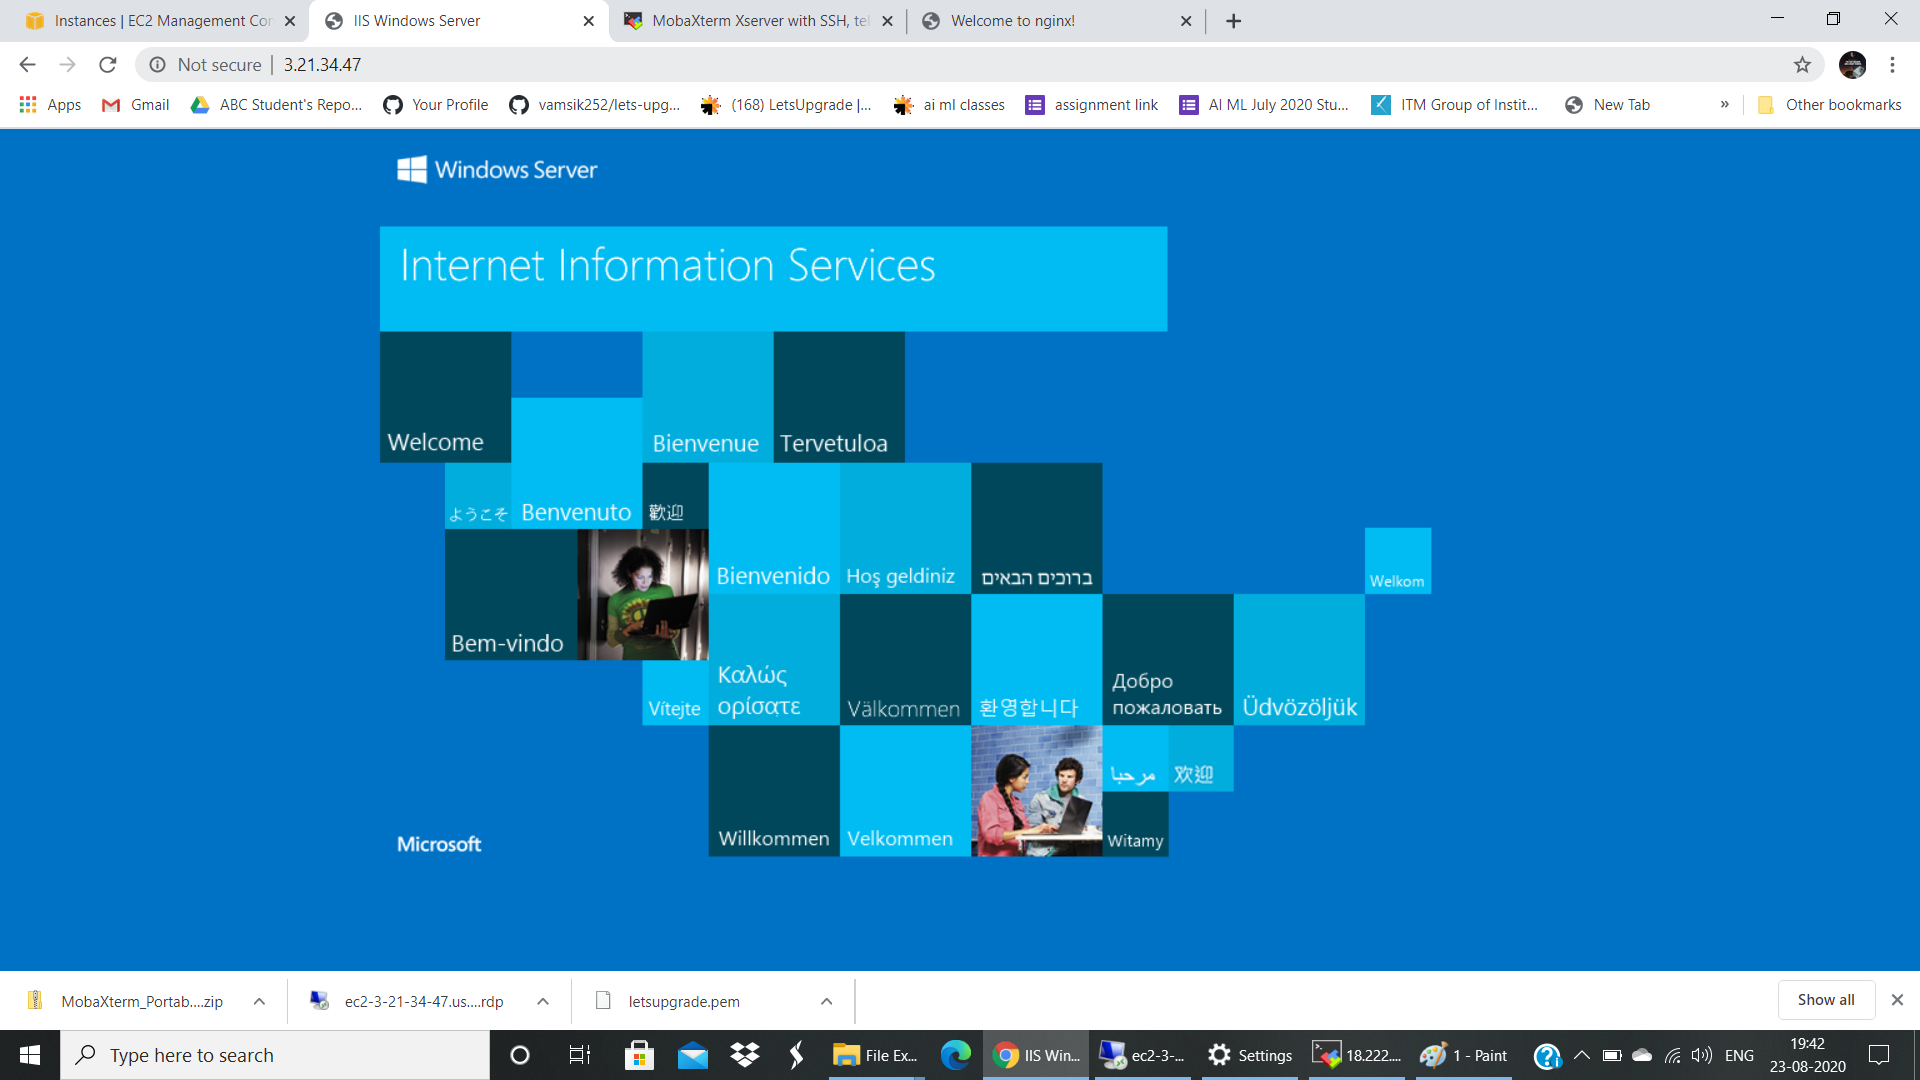 Instances | EC2 Management Con
IIS Windows Server
MobaXterm Xserver with SSH, tel
Welcome to nginx!
Not secure | 3.21.34.47
Apps
Gmail
ABC Student's Repo...
Your Profile
vamsik252/lets-upg...
(168) LetsUpgrade |...
ai ml classes
assignment link
AI ML July 2020 Stu...
ITM Group of Instit...
New Tab
»
Other bookmarks
Windows Server
Internet Information Services
Welcome
Bienvenue
Tervetuloa
ようこそ
Benvenuto
歡迎
Bienvenido
Hoş geldiniz
ברוכים הבאים
Welkom
Bem-vindo
Vítejte
Καλώς
ορίσατε
Välkommen
환영합니다
Добро
пожаловать
Üdvözöljük
مرحبا
欢迎
Willkommen
Velkommen
Witamy
Microsoft
MobaXterm_Portab....zip
ec2-3-21-34-47.us....rdp
letsupgrade.pem
Show all
Type here to search
File Ex...
IIS Win...
ec2-3-...
Settings
18.222....
1 - Paint
ENG
19:42
23-08-2020